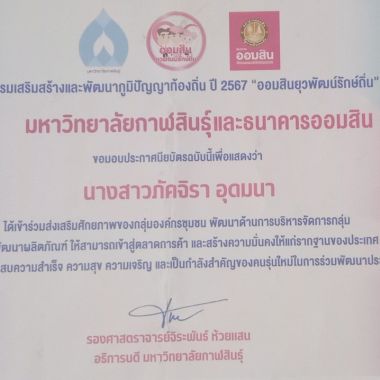 มหาวิทยาลัยกาฬสินธุ์
ออมสิน
ออมสิน
ยุวพัฒน์รักษ์ถิ่น
รมเสริมสร้างและพัฒนาภูมิปัญญาท้องถิ่น ปี 2567 “ออมสินยุวพัฒน์รักษ์ถิ่น”
มหาวิทยาลัยกาฬสินธุ์และธนาคารออมสิน
ขอมอบประกาศนียบัตรฉบับนี้เพื่อแสดงว่า
นางสาวภัคจิรา อุดมนา
ได้เข้าร่วมส่งเสริมศักยภาพของกลุ่มองค์กรชุมชน พัฒนาด้านการบริหารจัดการกลุ่ม
ัฒนาผลิตภัณฑ์ ให้สามารถเข้าสู่ตลาดการค้า และสร้างความมั่นคงให้แก่รากฐานของประเทศ
สบความสำเร็จ ความสุข ความเจริญ และเป็นกำลังสำคัญของคนรุ่นใหม่ในการร่วมพัฒนาประ
รองศาสตราจารย์จิระพันธ์ ห้วยแสน
อธิการบดี มหาวิทยาลัยกาฬสินธุ์